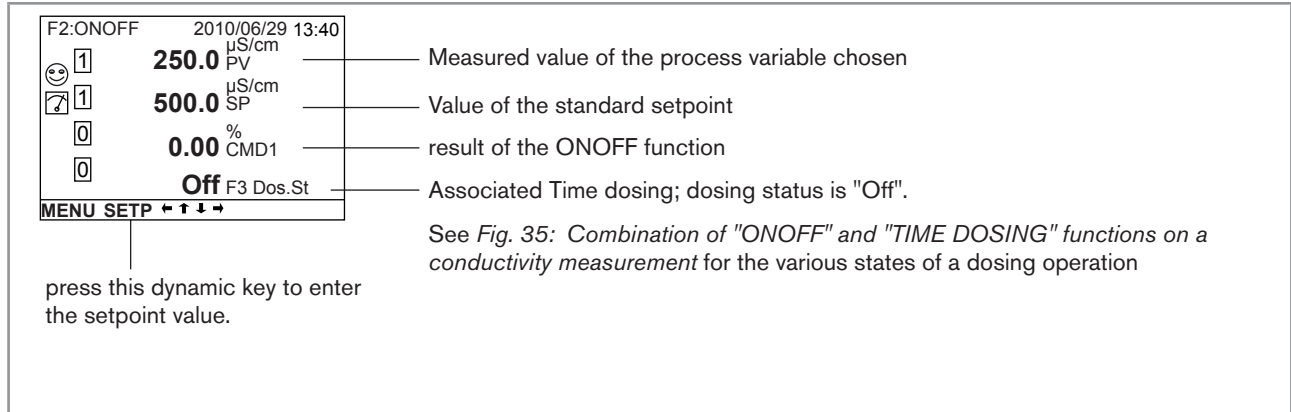 F2:ONOFF 2010/06/29 13:40
1 250.0 µS/cm PV Measured value of the process variable chosen
1 500.0 µS/cm SP Value of the standard setpoint
0 0.00 % CMD1 result of the ONOFF function
0 Off F3 Dos.St Associated Time dosing; dosing status is "Off".
MENU SETP ← ↑ ↓ →
See Fig. 35: Combination of "ONOFF" and "TIME DOSING" functions on a
conductivity measurement for the various states of a dosing operation
press this dynamic key to enter
the setpoint value.